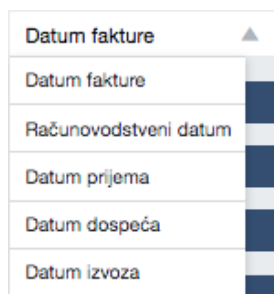 Datum fakture
Datum fakture
Računovodstveni datum
Datum prijema
Datum dospeća
Datum izvoza